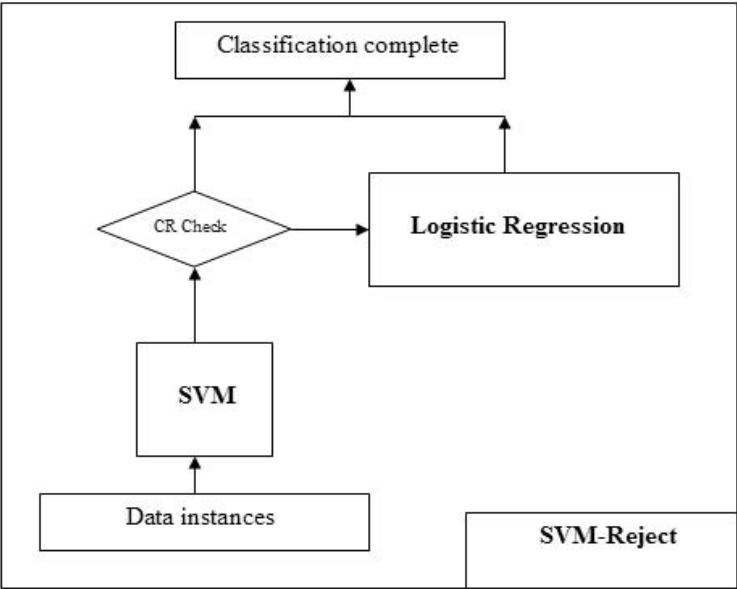 Classification complete
CR Check
Logistic Regression
SVM
Data instances
SVM-Reject